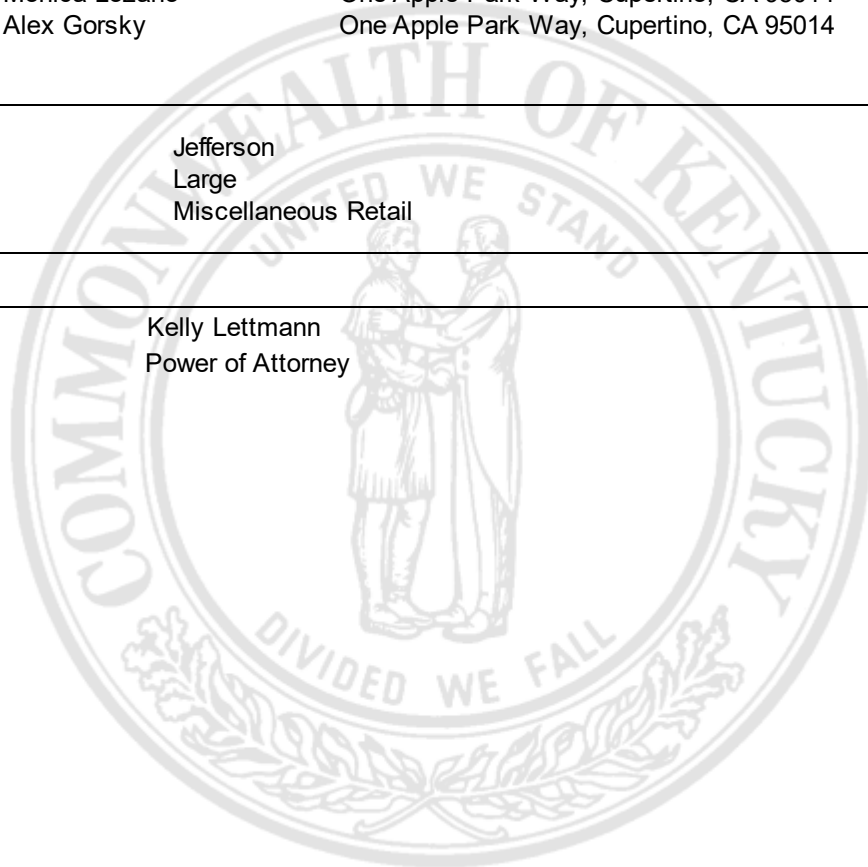 Alex Gorsky One Apple Park Way, Cupertino, CA 95014
Jefferson
Large
Miscellaneous Retail
Kelly Lettmann
Power of Attorney
COMMONWEALTH OF KENTUCKY
UNITED WE STAND
DIVIDED WE FALL